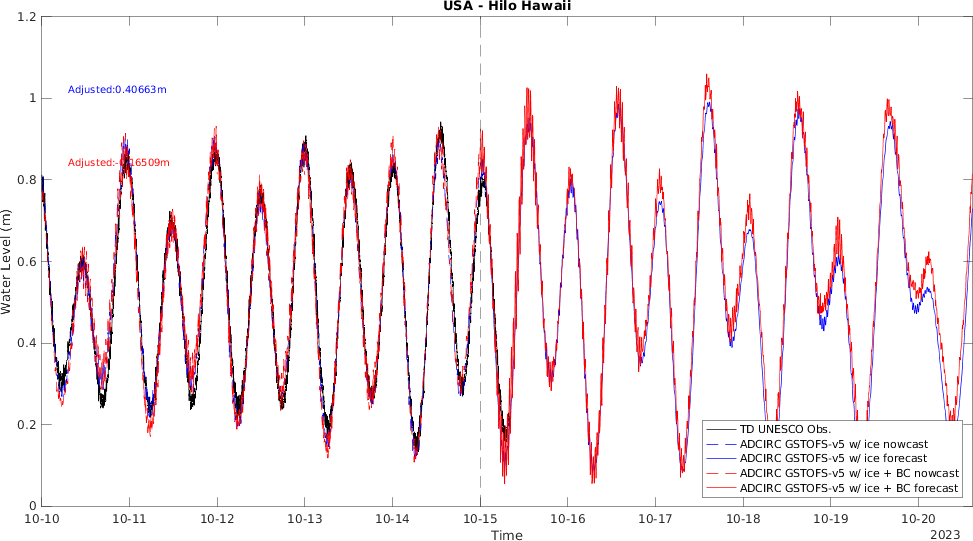 USA - Hilo Hawaii
1.2
1
0.8
0.6
0.4
0.2
0
Water Level (m)
Adjusted:0.40663m
Adjusted:-0.16509m
TD UNESCO Obs.
ADCIRC GSTOFS-v5 w/ ice nowcast
ADCIRC GSTOFS-v5 w/ ice forecast
ADCIRC GSTOFS-v5 w/ ice + BC nowcast
ADCIRC GSTOFS-v5 w/ ice + BC forecast
10-10 10-11 10-12 10-13 10-14 10-15 10-16 10-17 10-18 10-19 10-20
Time
2023